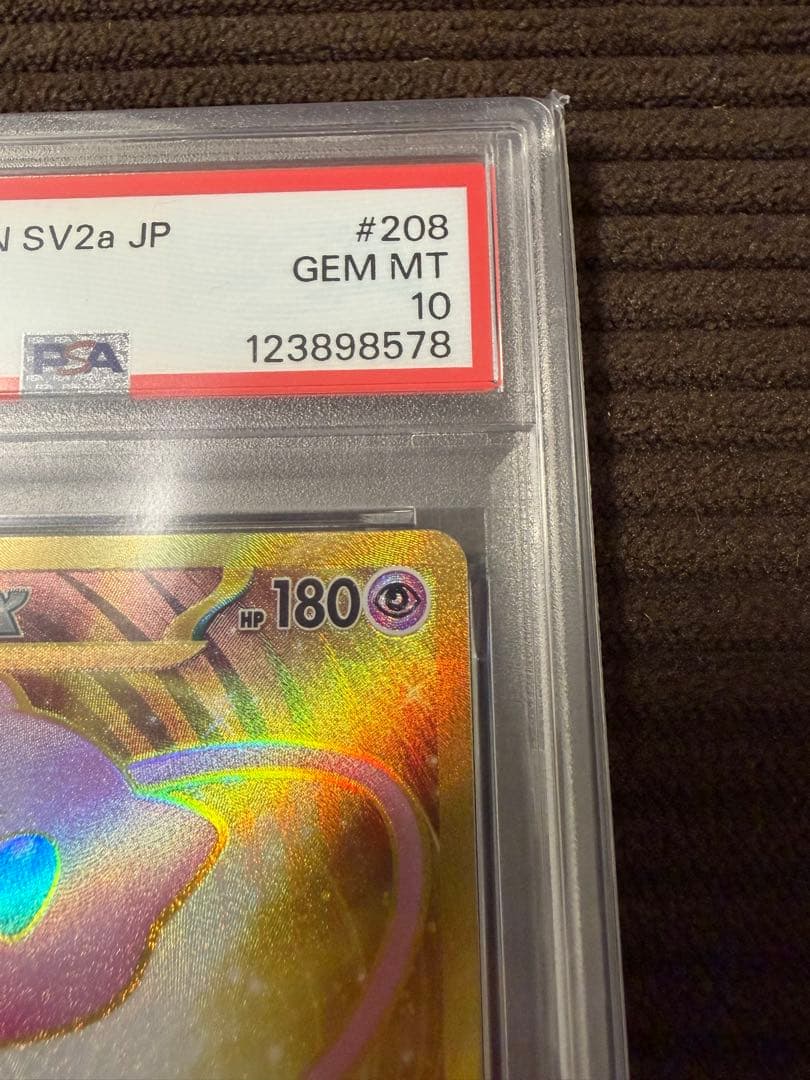 N SV2a JP
#208
GEM MT
10
PSA
123898578
HP 180